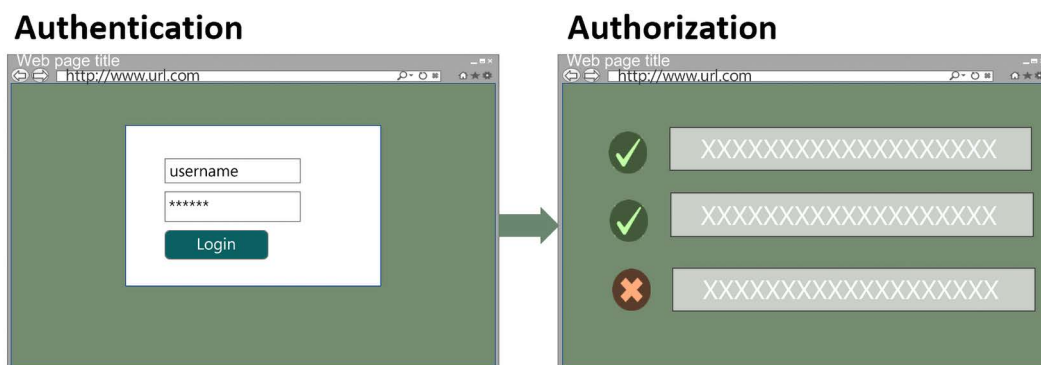 Authentication
Web page title
http://www.url.com
username
******
Login
Authorization
Web page title
http://www.url.com
XXXXXXXXXXXXXXXXXXX
XXXXXXXXXXXXXXXXXXX
XXXXXXXXXXXXXXXXXXX